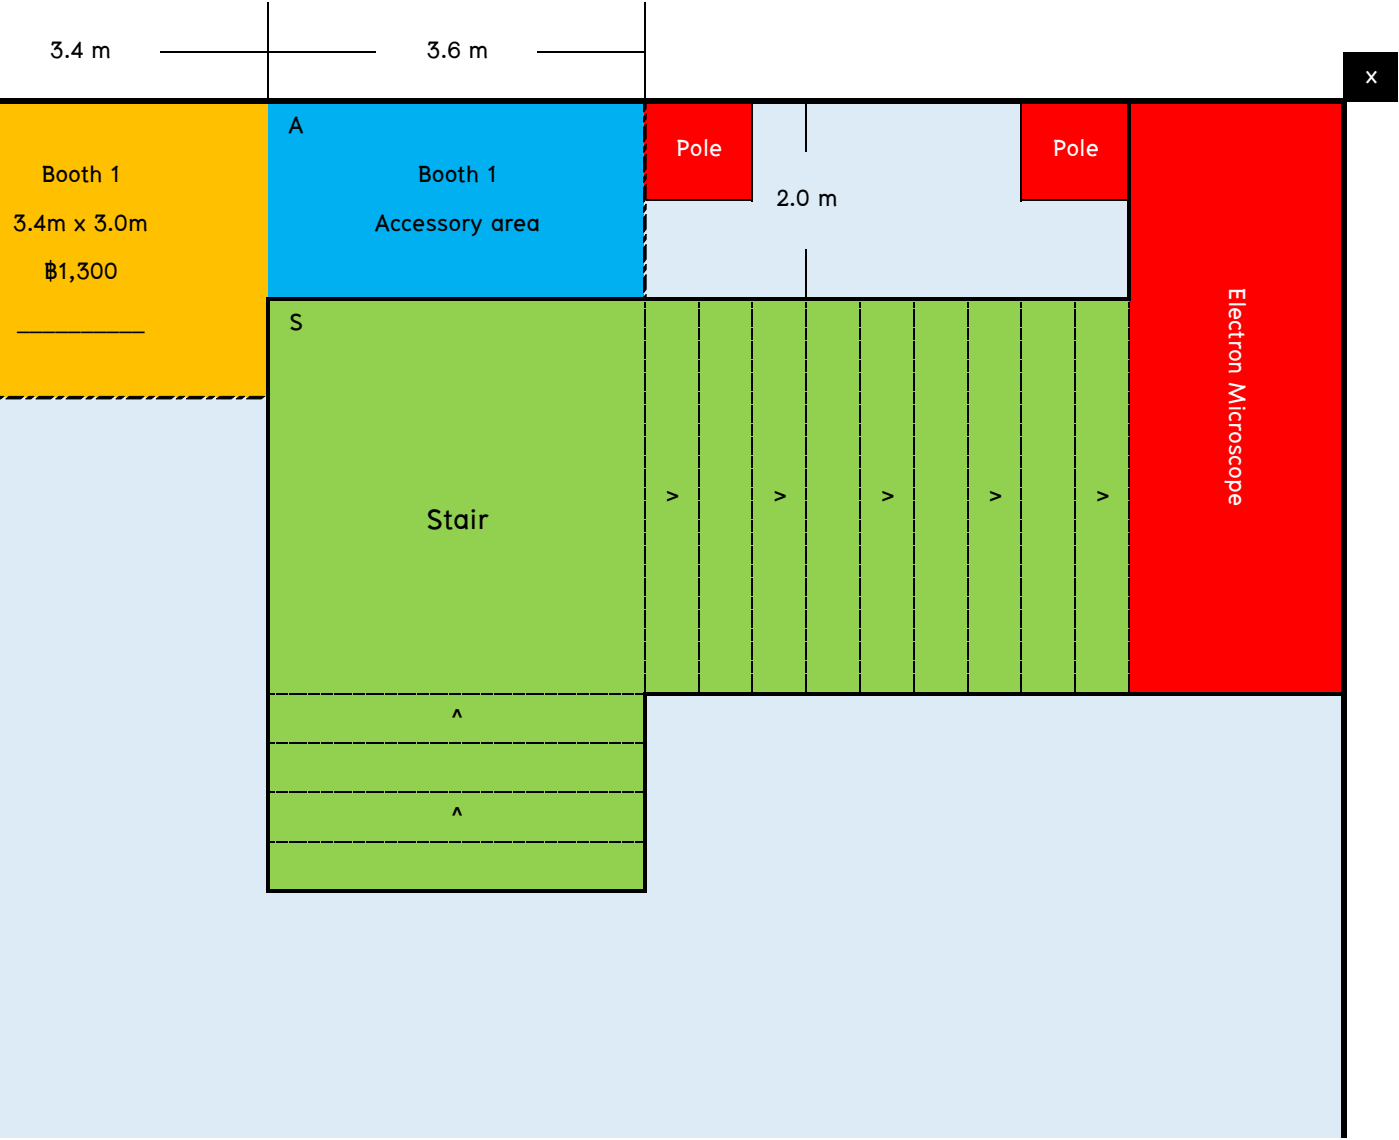 3.4 m
3.6 m
x
A
Booth 1
3.4m x 3.0m
฿1,300
__________
Booth 1
Accessory area
Pole
2.0 m
Pole
Electron Microscope
S
Stair
> > > > >
^
^